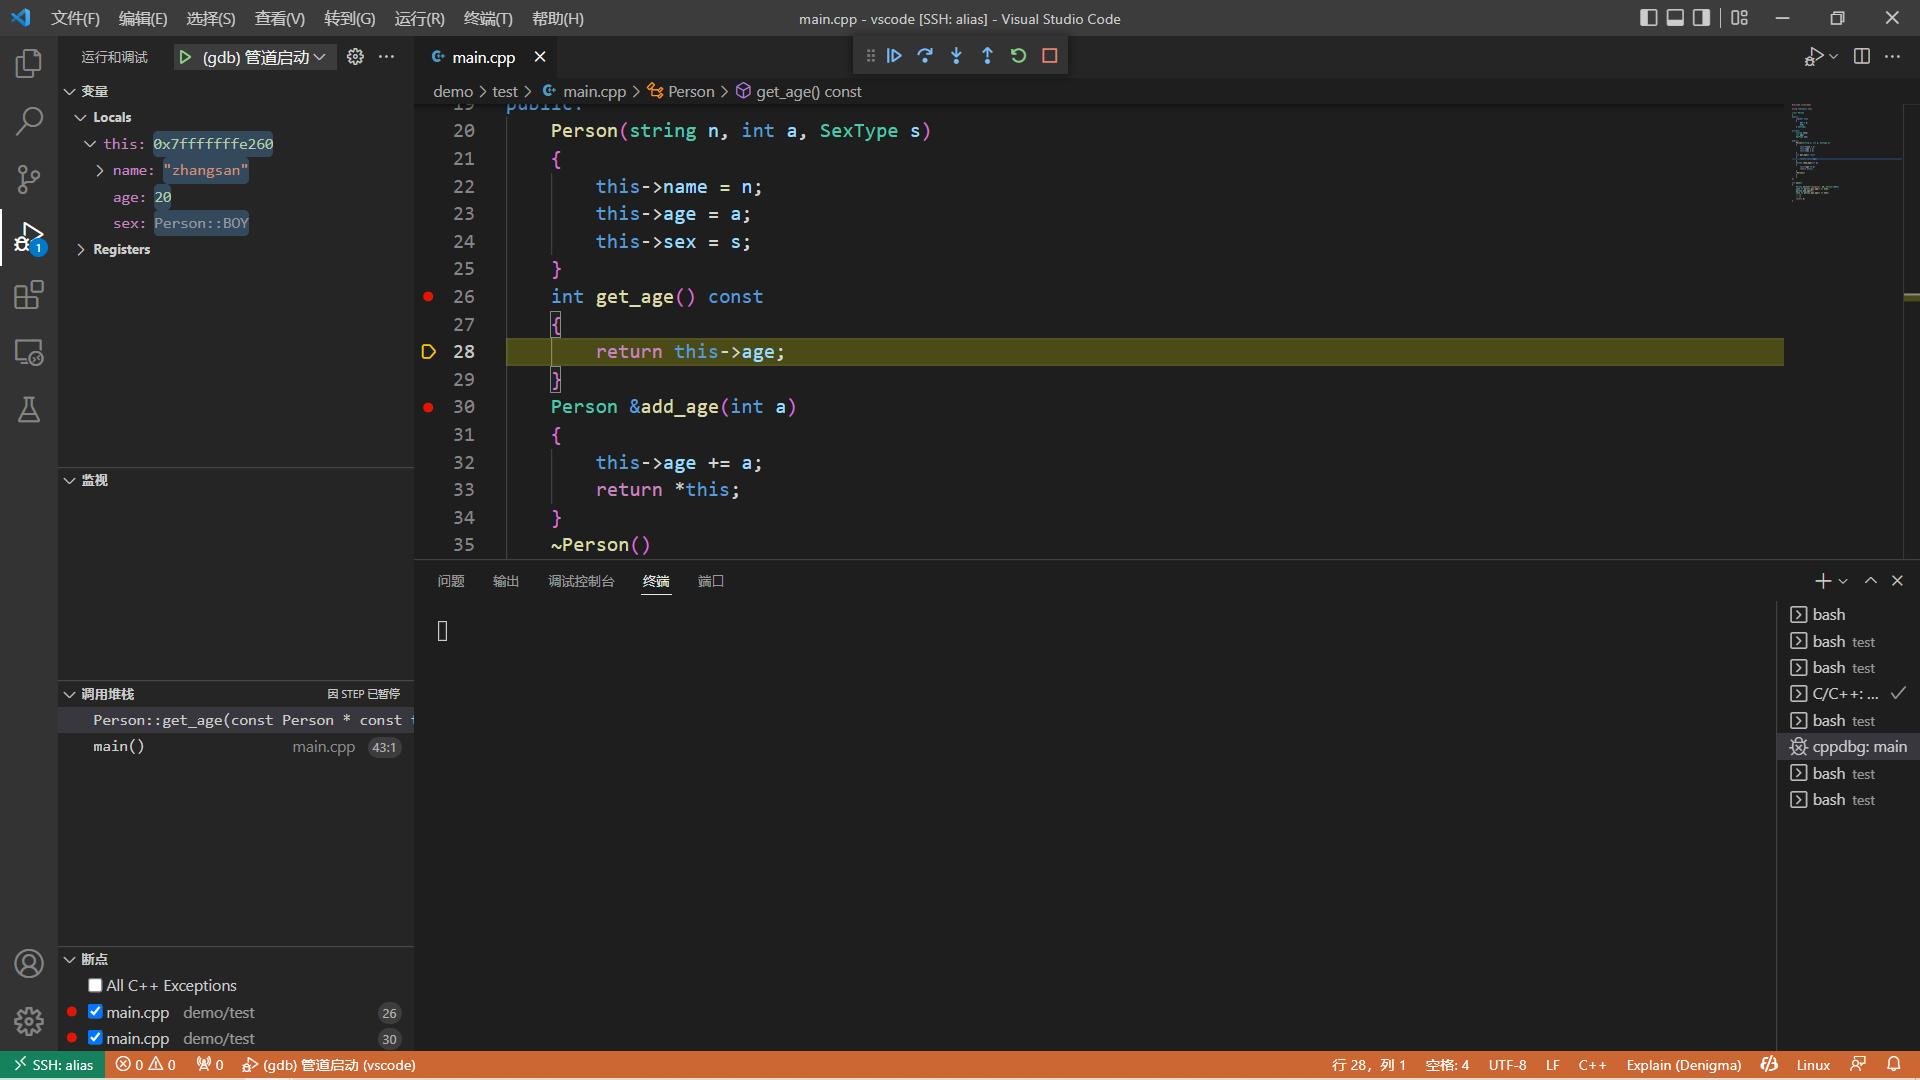 文件(F) 编辑(E) 选择(S) 查看(V) 转到(G) 运行(R) 终端(T) 帮助(H)
main.cpp - vscode [SSH: alias] - Visual Studio Code
运行和调试 (gdb) 管道启动
变量
Locals
this: 0x7fffffffe260
name: "zhangsan"
age: 20
sex: Person::BOY
Registers
1
监视
调用堆栈 因 STEP 已暂停
Person::get_age(const Person * const
main() main.cpp 43:1
断点
All C++ Exceptions
main.cpp demo/test 26
main.cpp demo/test 30
main.cpp
demo > test > main.cpp > Person > get_age() const
19 public:
20 Person(string n, int a, SexType s)
21 {
22 this->name = n;
23 this->age = a;
24 this->sex = s;
25 }
26 int get_age() const
27 {
28 return this->age;
29 }
30 Person &add_age(int a)
31 {
32 this->age += a;
33 return *this;
34 }
35 ~Person()
问题 输出 调试控制台 终端 端口
bash
bash test
bash test
C/C++: ...
bash test
cppdbg: main
bash test
bash test
SSH: alias 0 0 0 (gdb) 管道启动 (vscode)
行 28，列 1 空格: 4 UTF-8 LF C++ Explain (Denigma) Linux